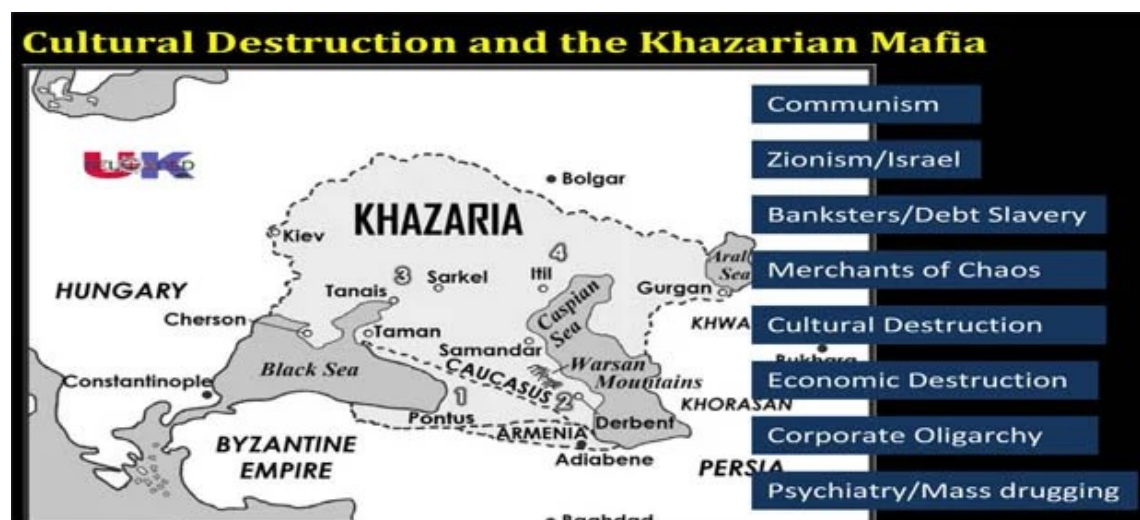 Cultural Destruction and the Khazarian Mafia
Communism
Zionism/Israel
Banksters/Debt Slavery
Merchants of Chaos
Cultural Destruction
Economic Destruction
Corporate Oligarchy
Psychiatry/Mass drugging
UK
Bolgar
KHAZARIA
Kiev
4
Aral
Sea
3
Sarkel
Itil
HUNGARY
Tanais
Gurgan
Caspian
Sea
Cherson
Taman
KHWA
Samandar
Black Sea
Warsan
Mountains
CAUCASUS
Constantinople
1
2
KHORASAN
Pontus
Derbent
ARMENIA
BYZANTINE
EMPIRE
Adiabene
PERSIA